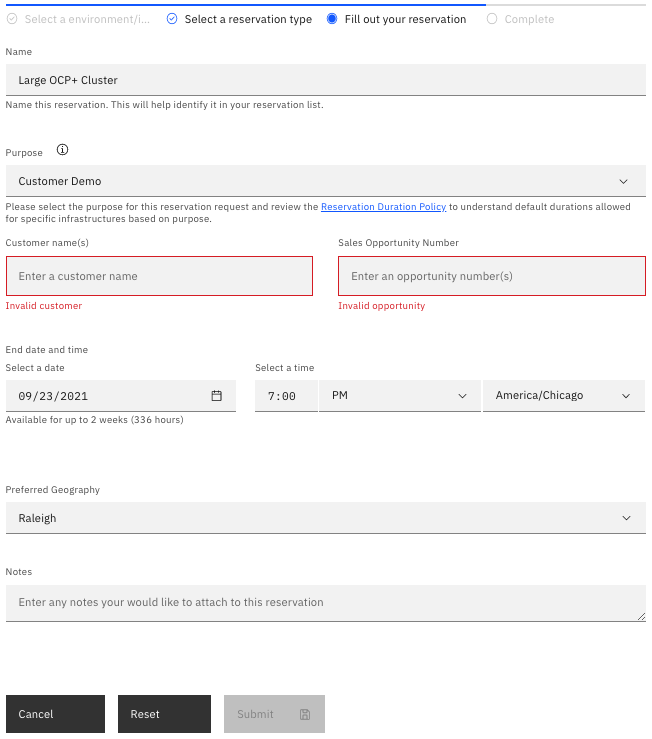 Select a environment/i... Select a reservation type Fill out your reservation Complete
Name
Large OCP+ Cluster
Name this reservation. This will help identify it in your reservation list.
Purpose
Customer Demo
Please select the purpose for this reservation request and review the Reservation Duration Policy to understand default durations allowed
for specific infrastructures based on purpose.
Customer name(s) Sales Opportunity Number
Enter a customer name Enter an opportunity number(s)
Invalid customer Invalid opportunity
End date and time
Select a date Select a time
09/23/2021 7:00 PM America/Chicago
Available for up to 2 weeks (336 hours)
Preferred Geography
Raleigh
Notes
Enter any notes your would like to attach to this reservation
Cancel Reset Submit